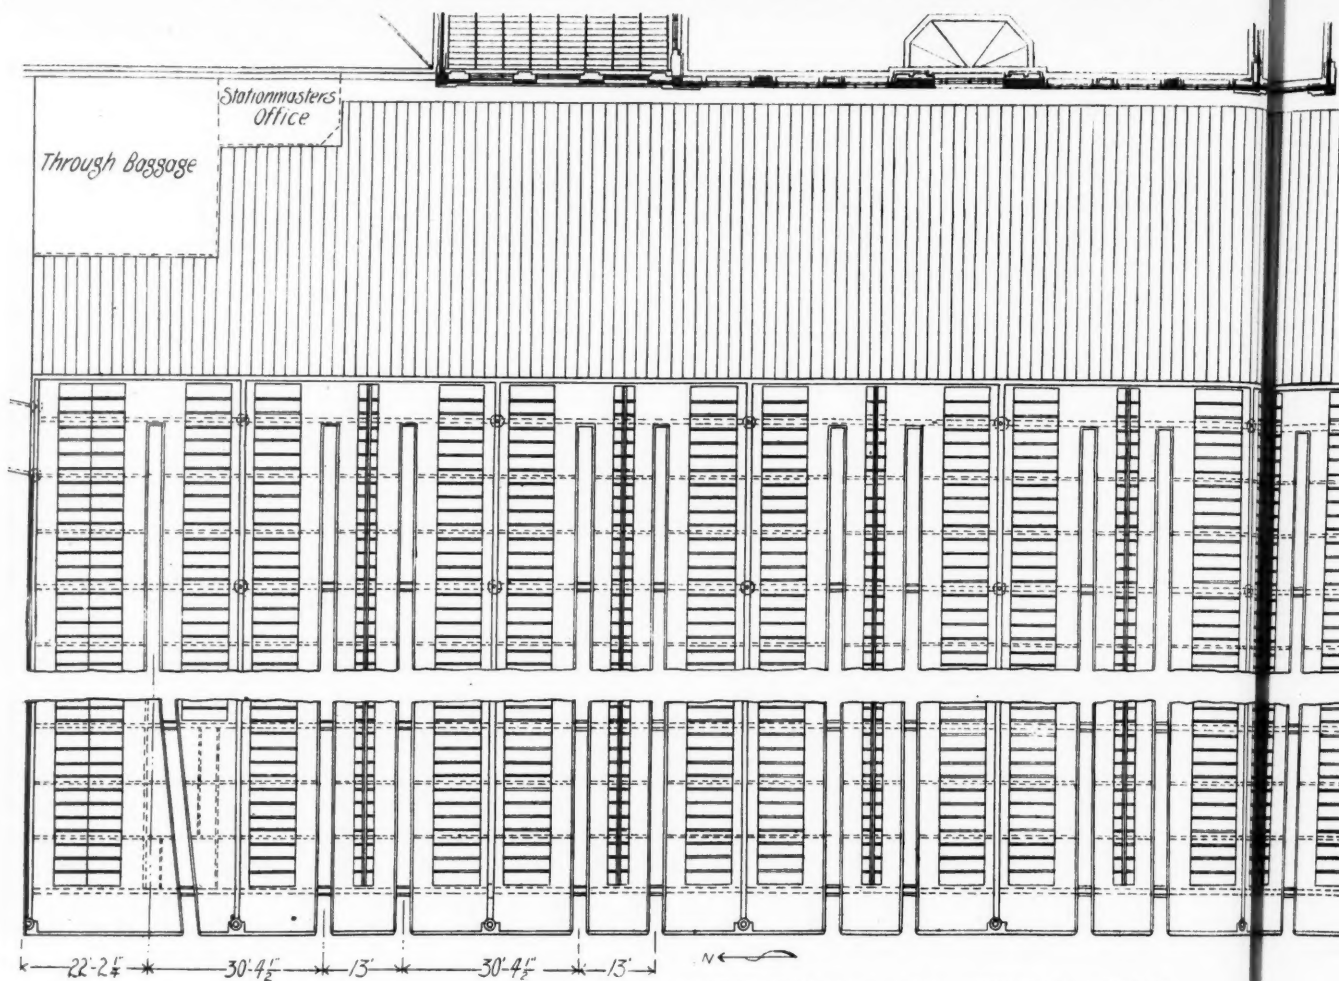 Stationmasters
Office
Through Baggage
22'-2¼"
30'-4½"
13'
30'-4½"
13'
N